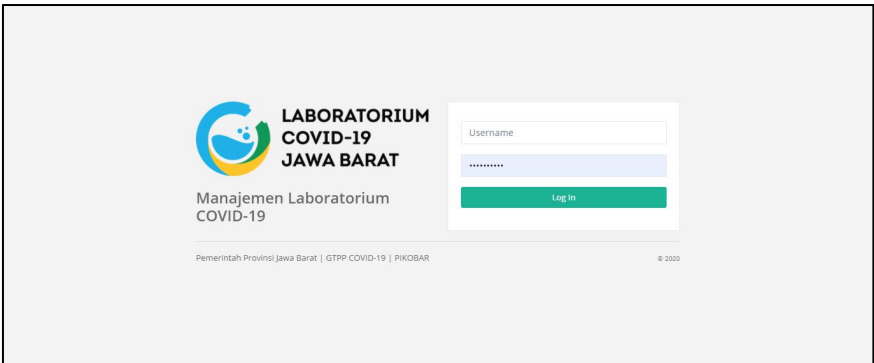 LABORATORIUM
COVID-19
JAWA BARAT
Manajemen Laboratorium
COVID-19
Username
••••••••••
Log In
Pemerintah Provinsi Jawa Barat | GTPP COVID-19 | PIKOBAR
© 2020